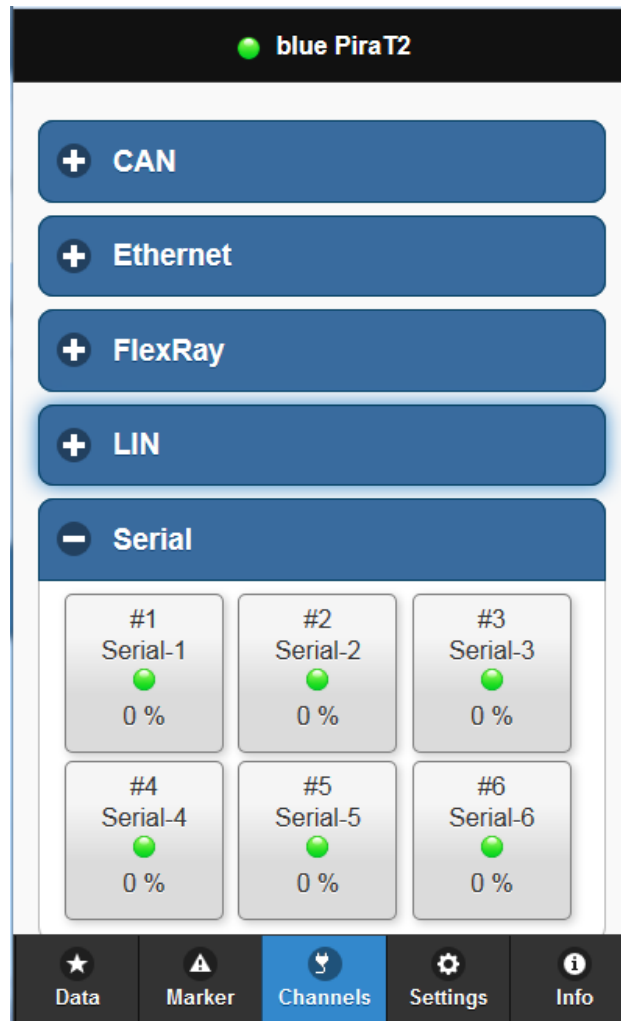 blue PiraT2
CAN
Ethernet
FlexRay
LIN
Serial
#1 #2 #3
Serial-1 Serial-2 Serial-3
0 % 0 % 0 %
#4 #5 #6
Serial-4 Serial-5 Serial-6
0 % 0 % 0 %
Data Marker Channels Settings Info